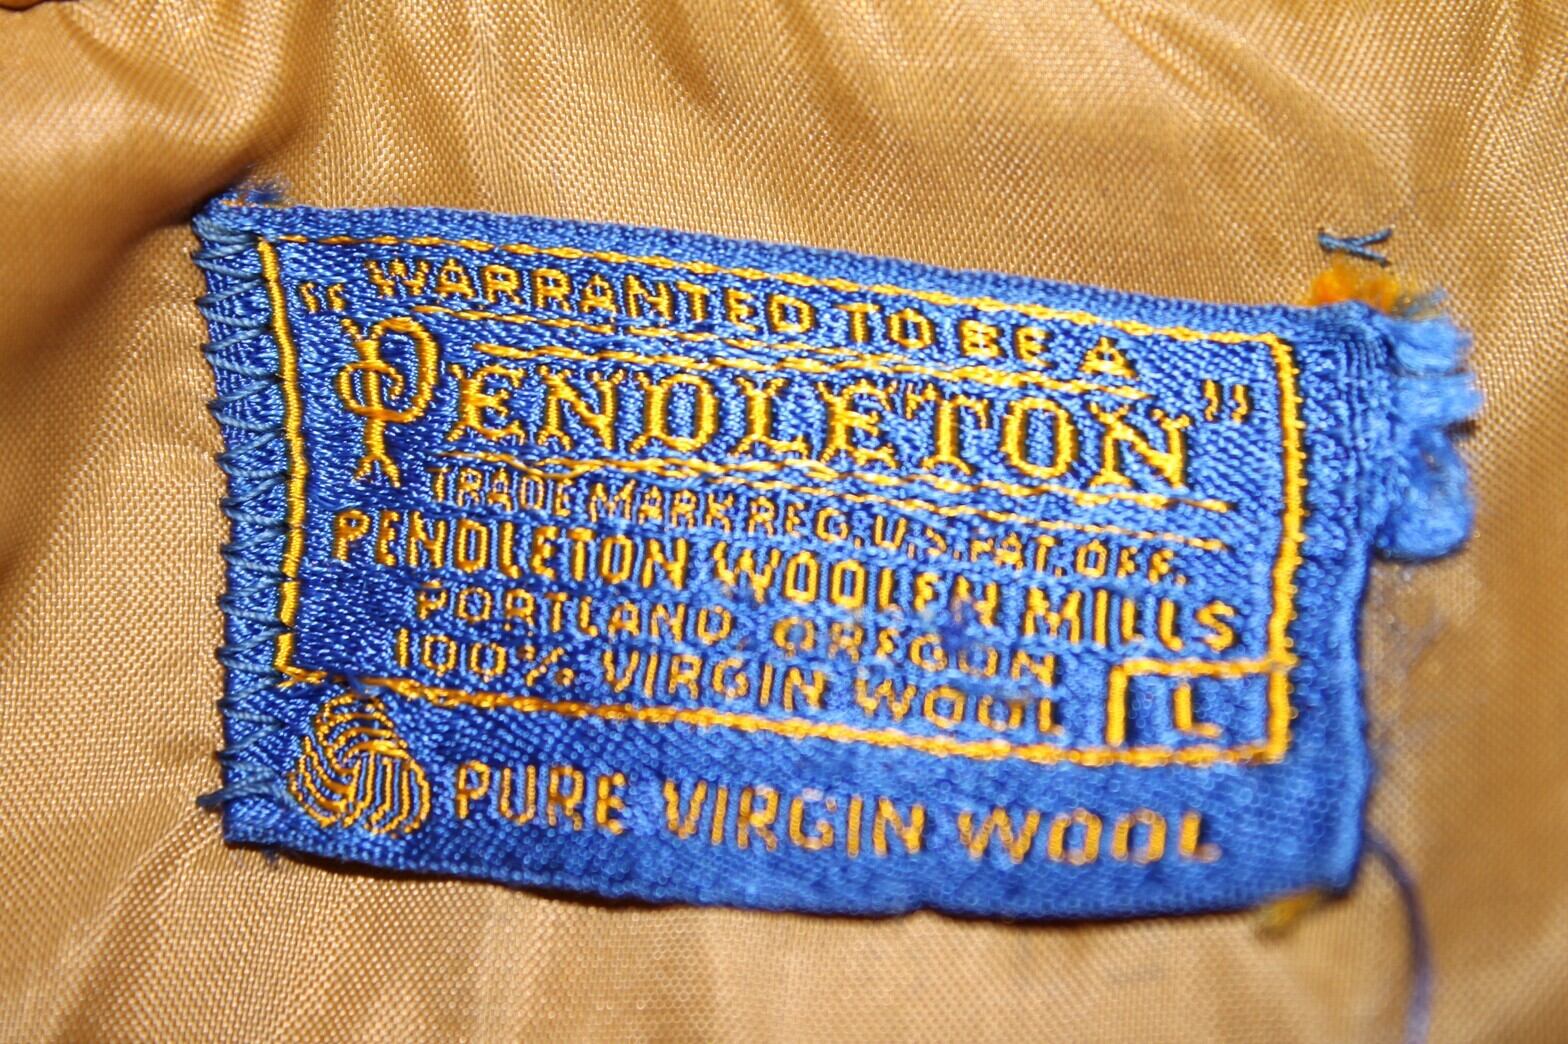 "WARRANTED TO BE A
PENDLETON"
TRADE MARK REG. U.S. PAT. OFF.
PENDLETON WOOLEN MILLS
PORTLAND, OREGON
100% VIRGIN WOOL L
PURE VIRGIN WOOL